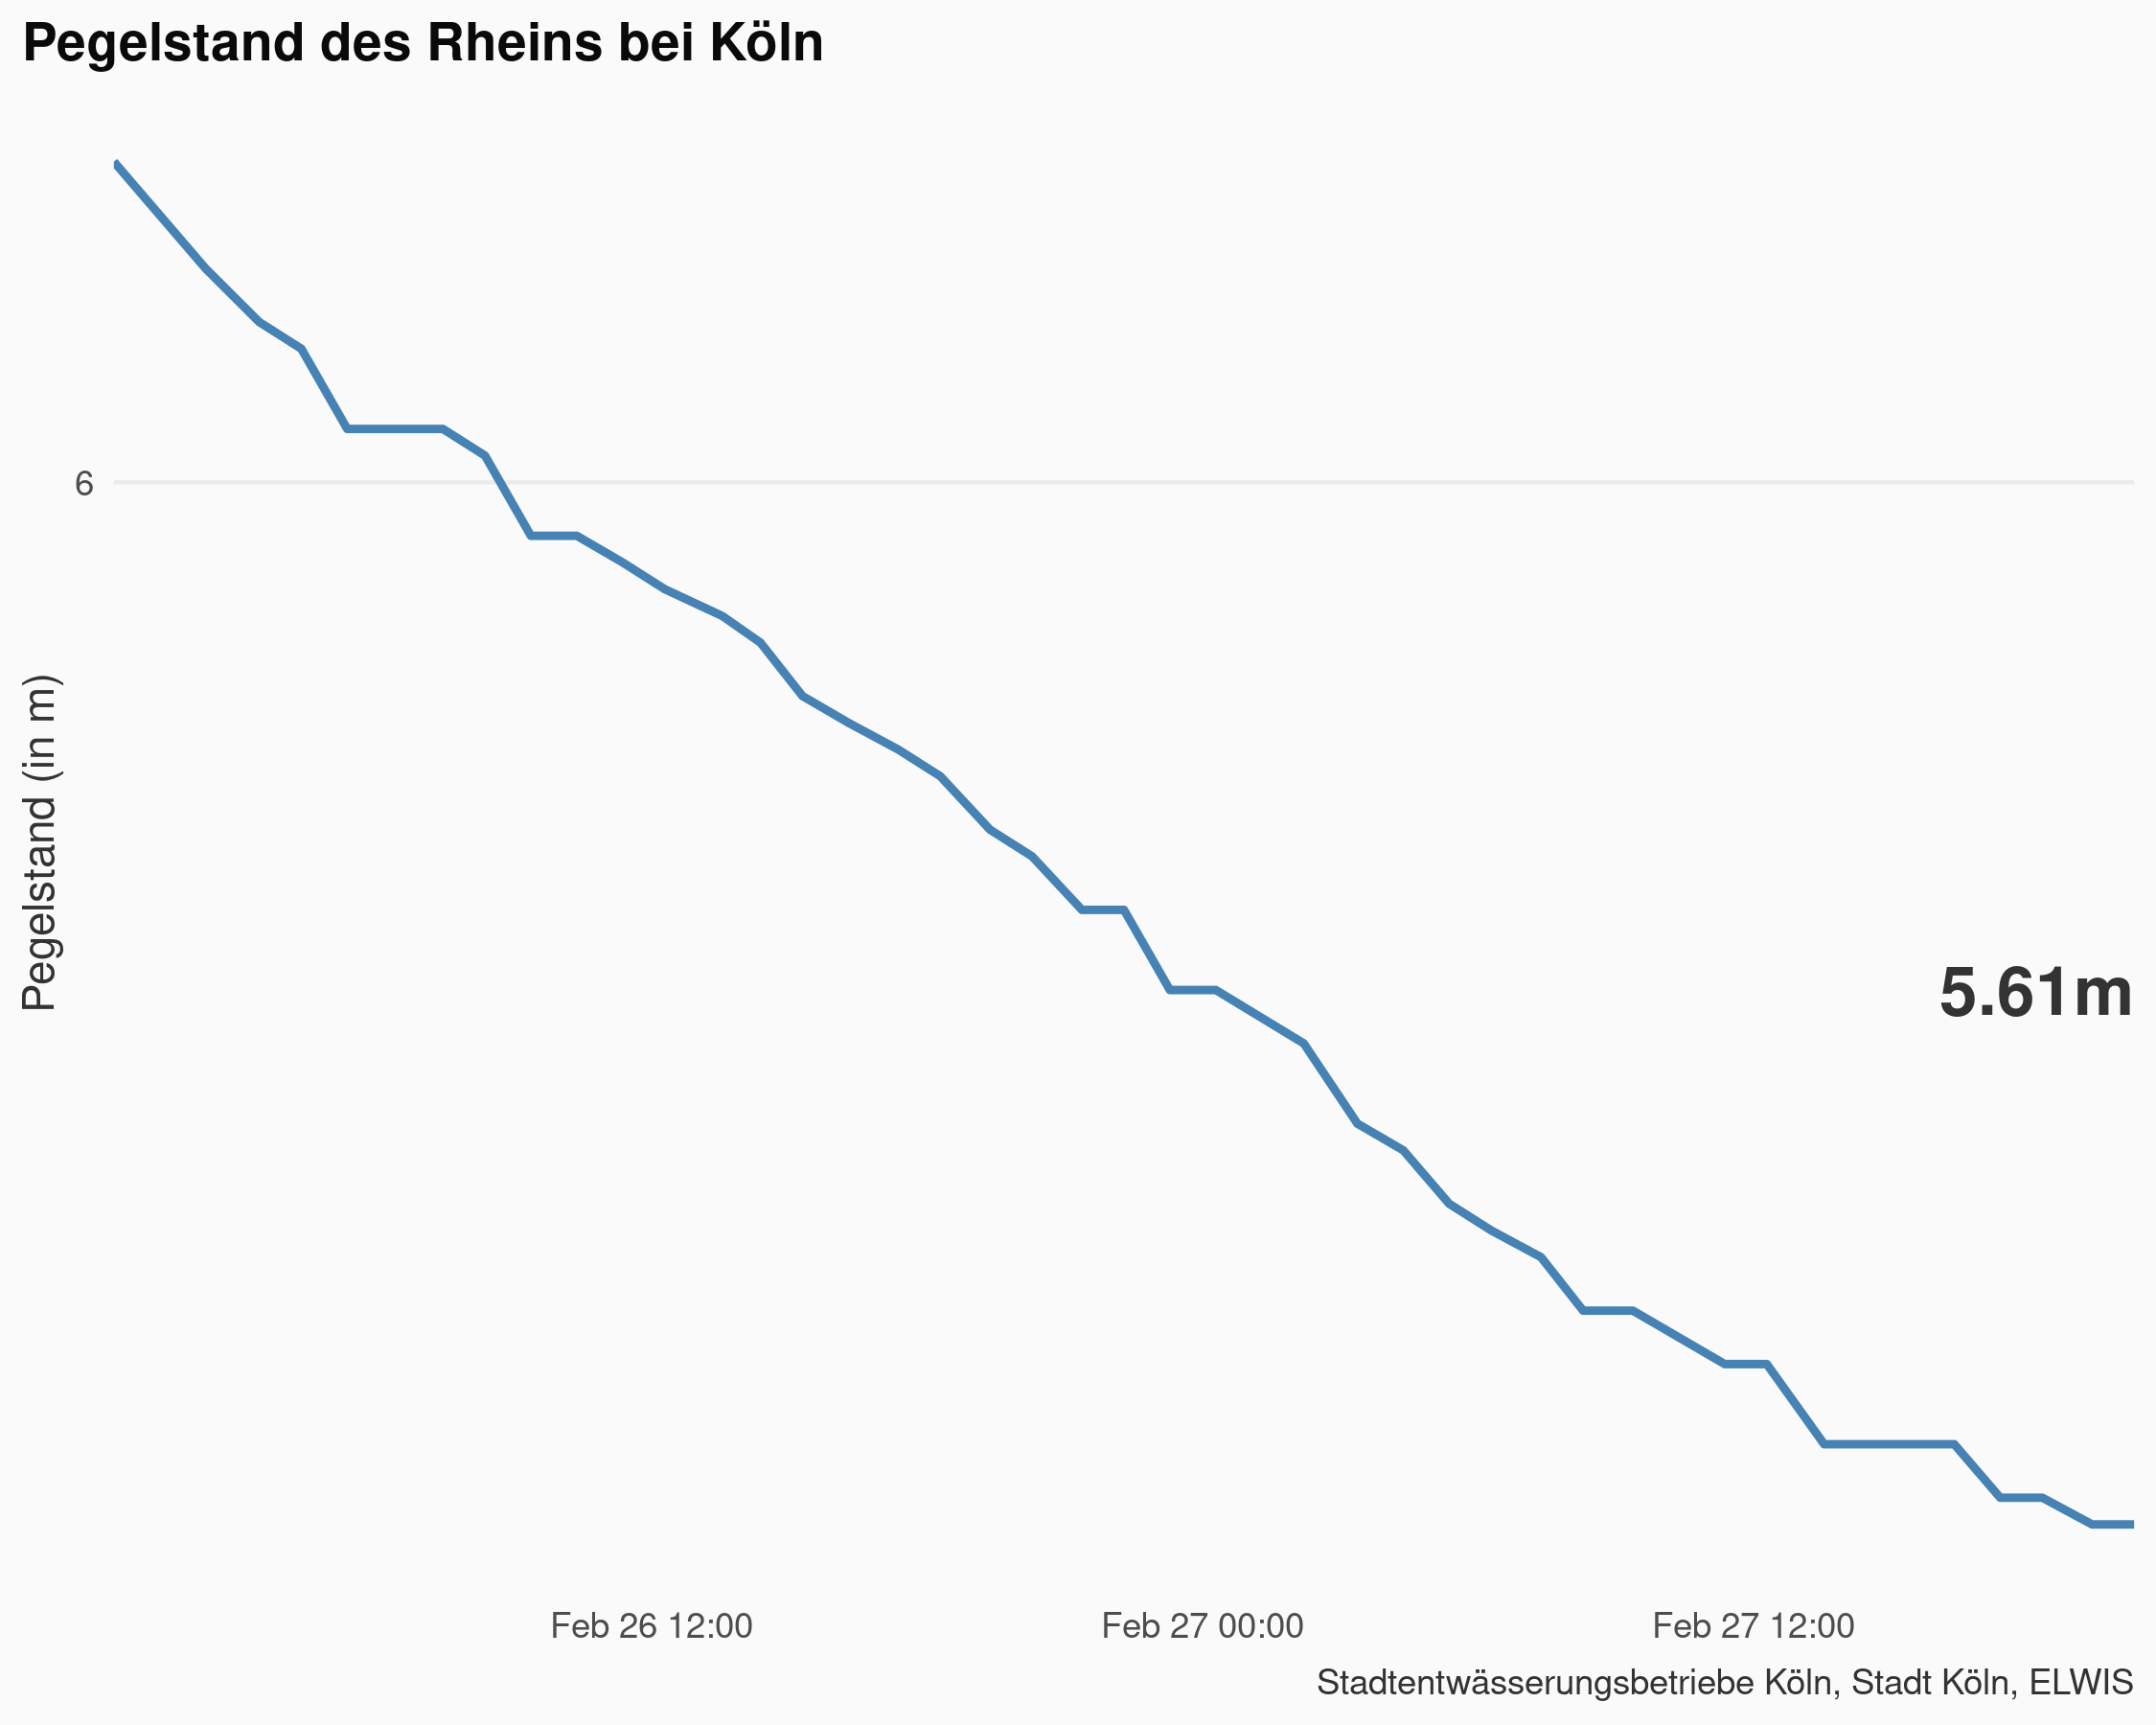 Pegelstand des Rheins bei Köln
6
Pegelstand (in m)
5.61m
Feb 26 12:00
Feb 27 00:00
Feb 27 12:00
Stadtentwässerungsbetriebe Köln, Stadt Köln, ELWIS